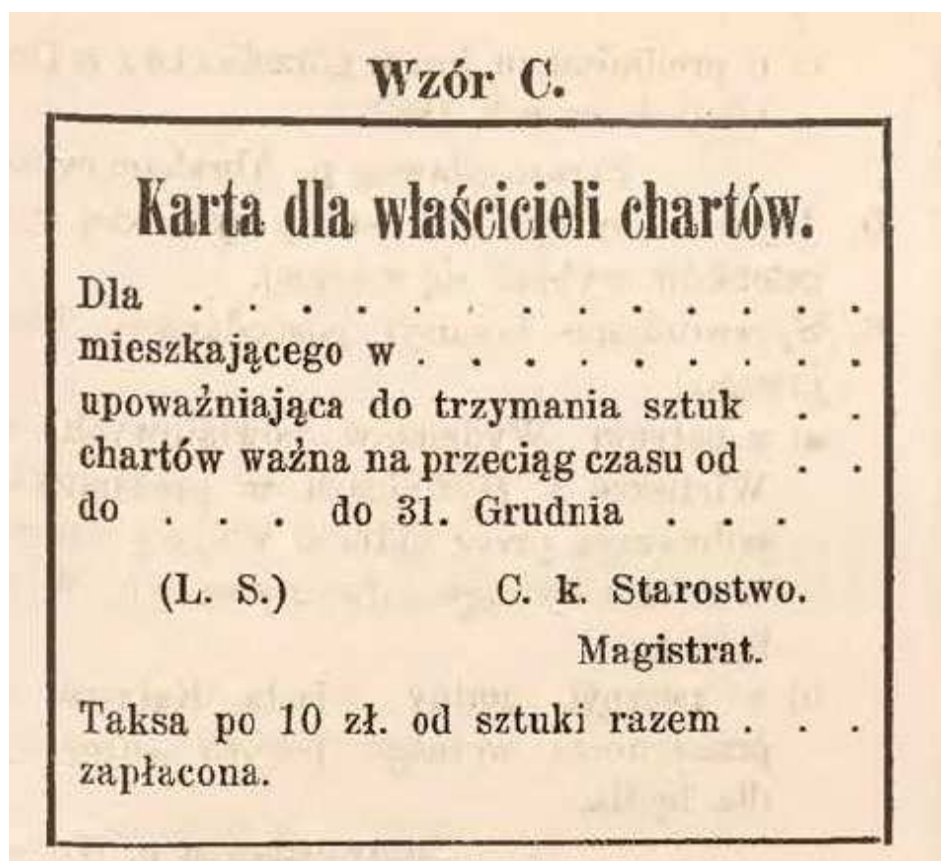 Wzór C.
Karta dla właścicieli chartów.
Dla . . . . . . . . . . . . .
mieszkającego w . . . . . . . . .
upoważniająca do trzymania sztuk . .
chartów ważna na przeciąg czasu od . .
do . . . do 31. Grudnia . . .
(L. S.) C. k. Starostwo.
Magistrat.
Taksa po 10 zł. od sztuki razem . . .
zapłacona.